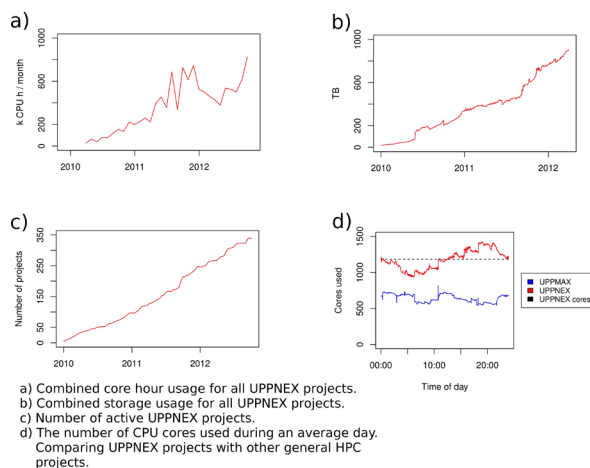 a)
k CPU h / month
1000
600
200
0
2010
2011
2012
b)
TB
1000
600
200
0
2010
2011
2012
c)
Number of projects
350
250
150
50
0
2010
2011
2012
d)
Cores used
1500
1000
500
0
00:00
10:00
20:00
Time of day
UPPMAX
UPPNEX
UPPNEX cores
a) Combined core hour usage for all UPPNEX projects.
b) Combined storage usage for all UPPNEX projects.
c) Number of active UPPNEX projects.
d) The number of CPU cores used during an average day.
Comparing UPPNEX projects with other general HPC
projects.